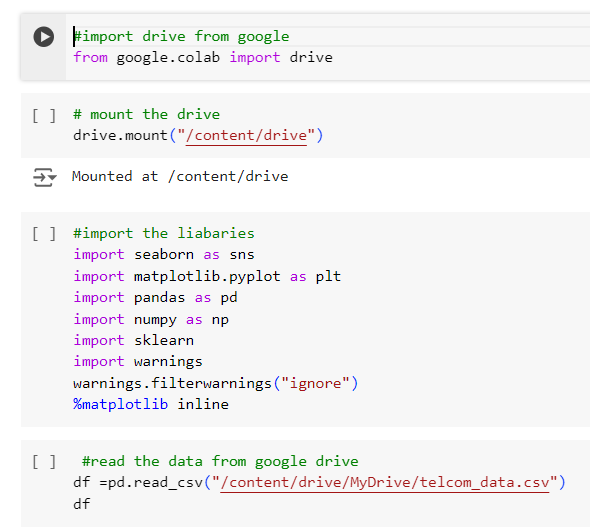 #import drive from google
from google.colab import drive
[ ] # mount the drive
drive.mount("/content/drive")
Mounted at /content/drive
[ ] #import the liabaries
import seaborn as sns
import matplotlib.pyplot as plt
import pandas as pd
import numpy as np
import sklearn
import warnings
warnings.filterwarnings("ignore")
%matplotlib inline
[ ] #read the data from google drive
df =pd.read_csv("/content/drive/MyDrive/telcom_data.csv")
df